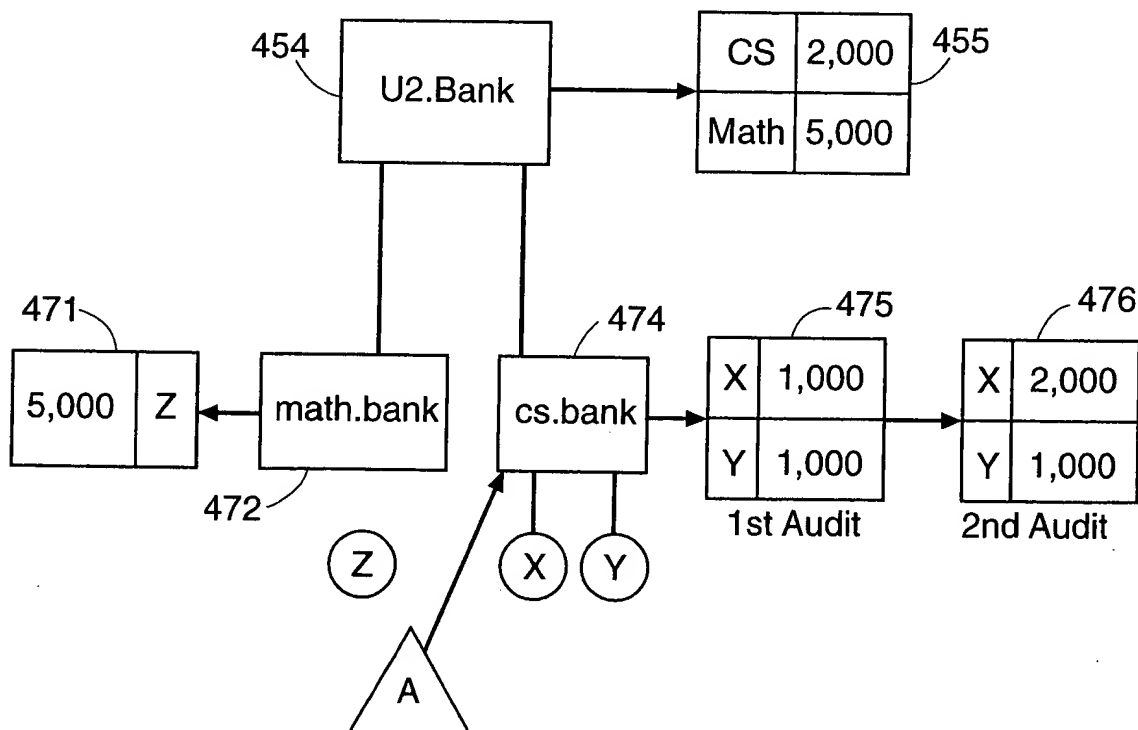 454
U2.Bank
CS 2,000
Math 5,000
455
471
5,000 Z
math.bank
472
474
cs.bank
475
X 1,000
Y 1,000
1st Audit
476
X 2,000
Y 1,000
2nd Audit
Z
X
Y
A